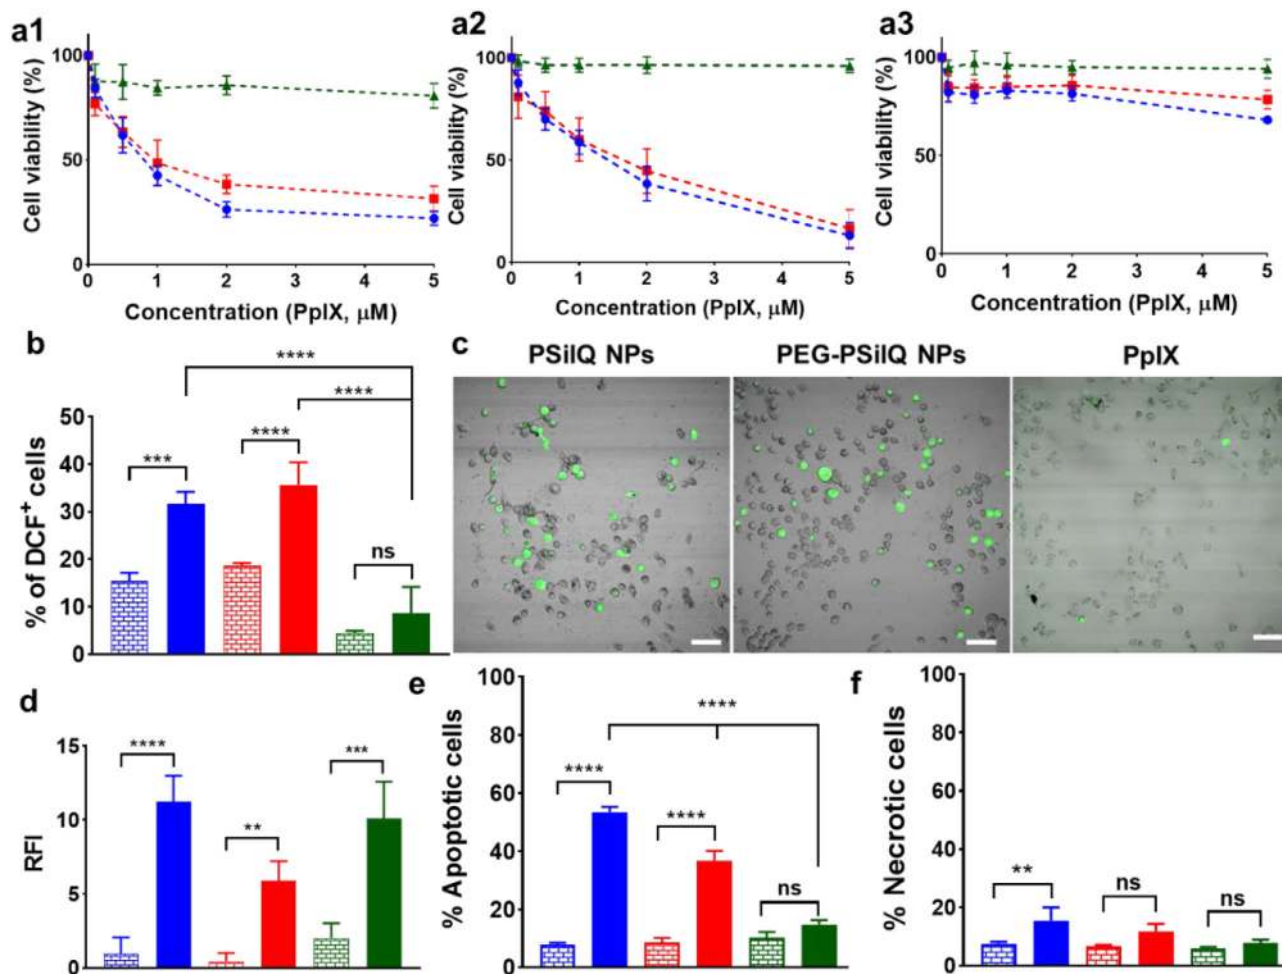 a1
Cell viability (%)
100
50
0
0 1 2 3 4 5
Concentration (PpIX, μM)
a2
Cell viability (%)
100
50
0
0 1 2 3 4 5
Concentration (PpIX, μM)
a3
Cell viability (%)
100
50
0
0 1 2 3 4 5
Concentration (PpIX, μM)
b
% of DCF+ cells
50
40
30
20
10
0
***
****
****
****
ns
c
PSilQ NPs
PEG-PSilQ NPs
PpIX
d
RFI
15
10
5
0
****
**
***
e
% Apoptotic cells
100
80
60
40
20
0
****
****
****
ns
f
% Necrotic cells
100
80
60
40
20
0
**
ns
ns